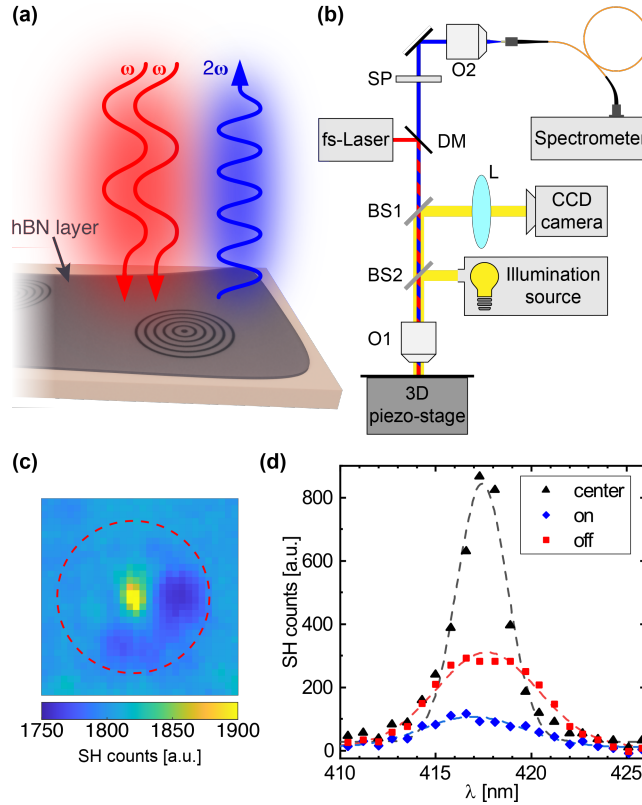 (a)
ω ω 2ω
hBN layer
(b)
SP
O2
fs-Laser
DM
Spectrometer
L
BS1
CCD
camera
BS2
Illumination
source
O1
3D
piezo-stage
(c)
1750 1800 1850 1900
SH counts [a.u.]
(d)
800
600
400
200
0
SH counts [a.u.]
center
on
off
410 415 420 425
λ [nm]